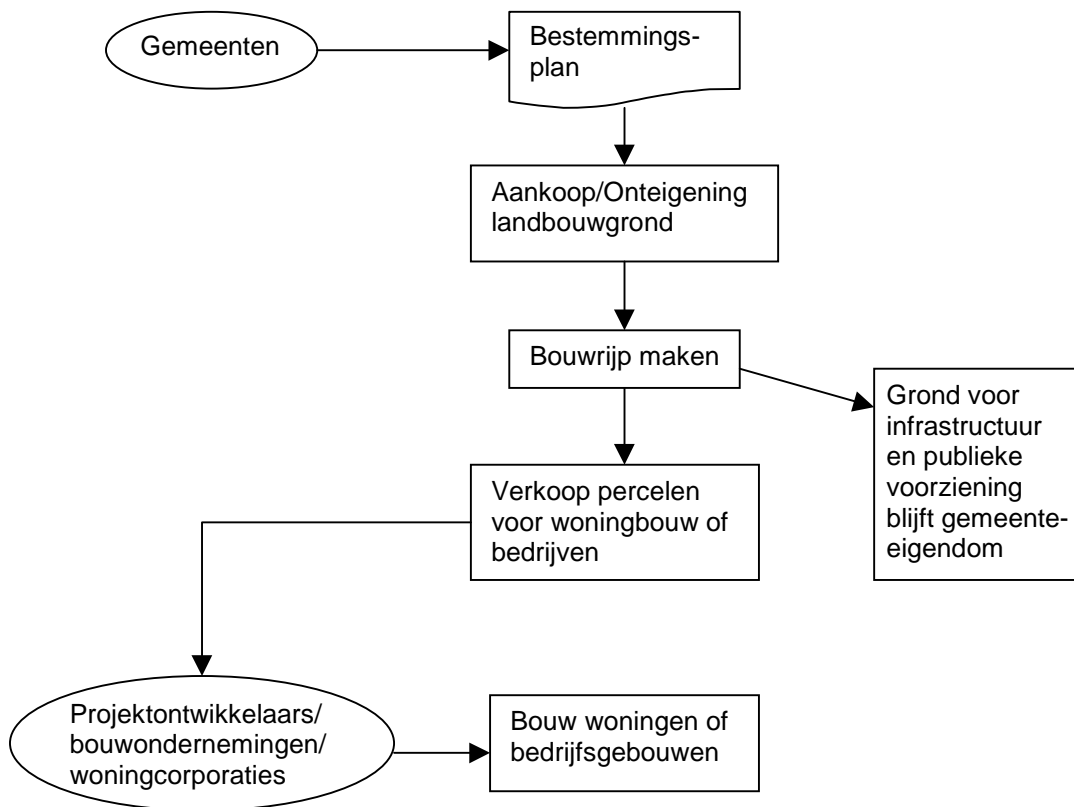 Gemeenten
Bestemmings-
plan
Aankoop/Onteigening
landbouwgrond
Bouwrijp maken
Grond voor
infrastructuur
en publieke
voorziening
blijft gemeente-
eigendom
Verkoop percelen
voor woningbouw of
bedrijven
Projektontwikkelaars/
bouwondernemingen/
woningcorporaties
Bouw woningen of
bedrijfsgebouwen